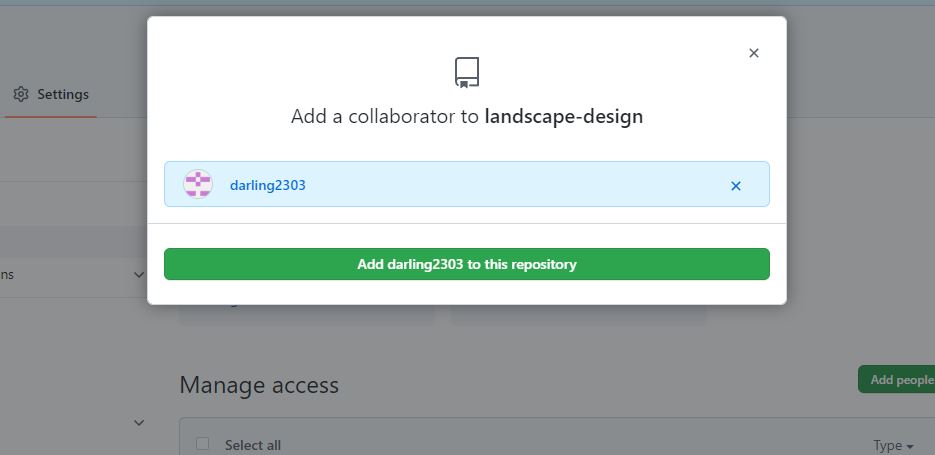 Settings
Add a collaborator to landscape-design
darling2303
Add darling2303 to this repository
ns
Manage access
Add people
Select all
Type